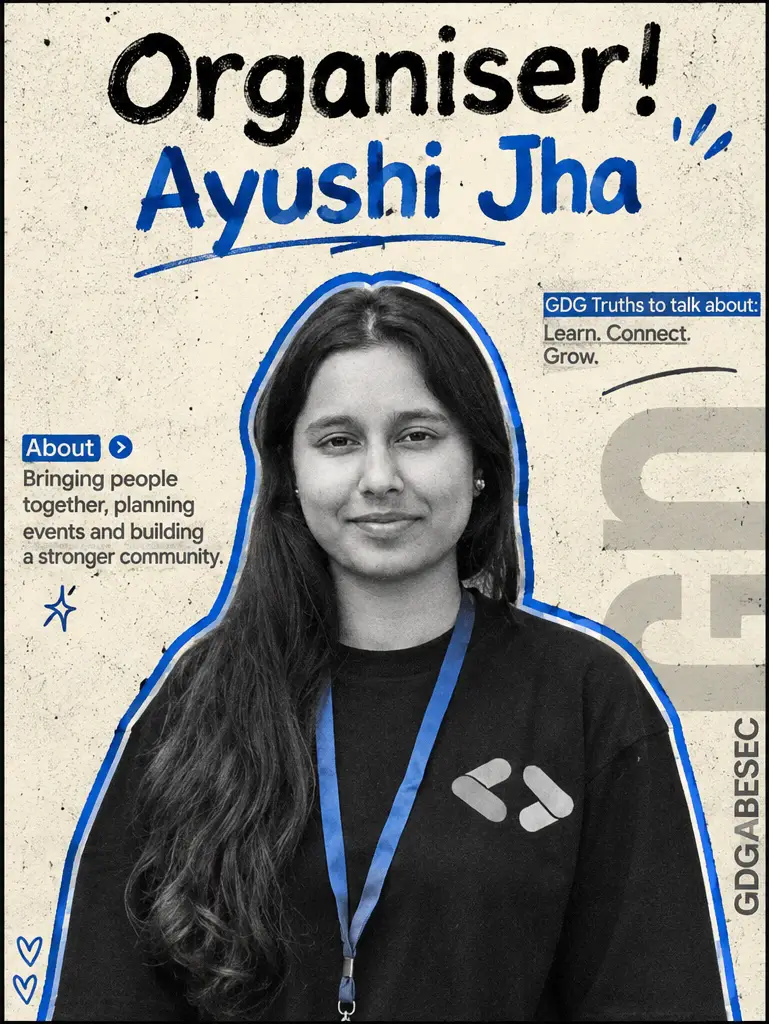 Organiser!
Ayushi Jha
GDG Truths to talk about:
Learn. Connect.
Grow.
About
Bringing people
together, planning
events and building
a stronger community.
GDGABESEC